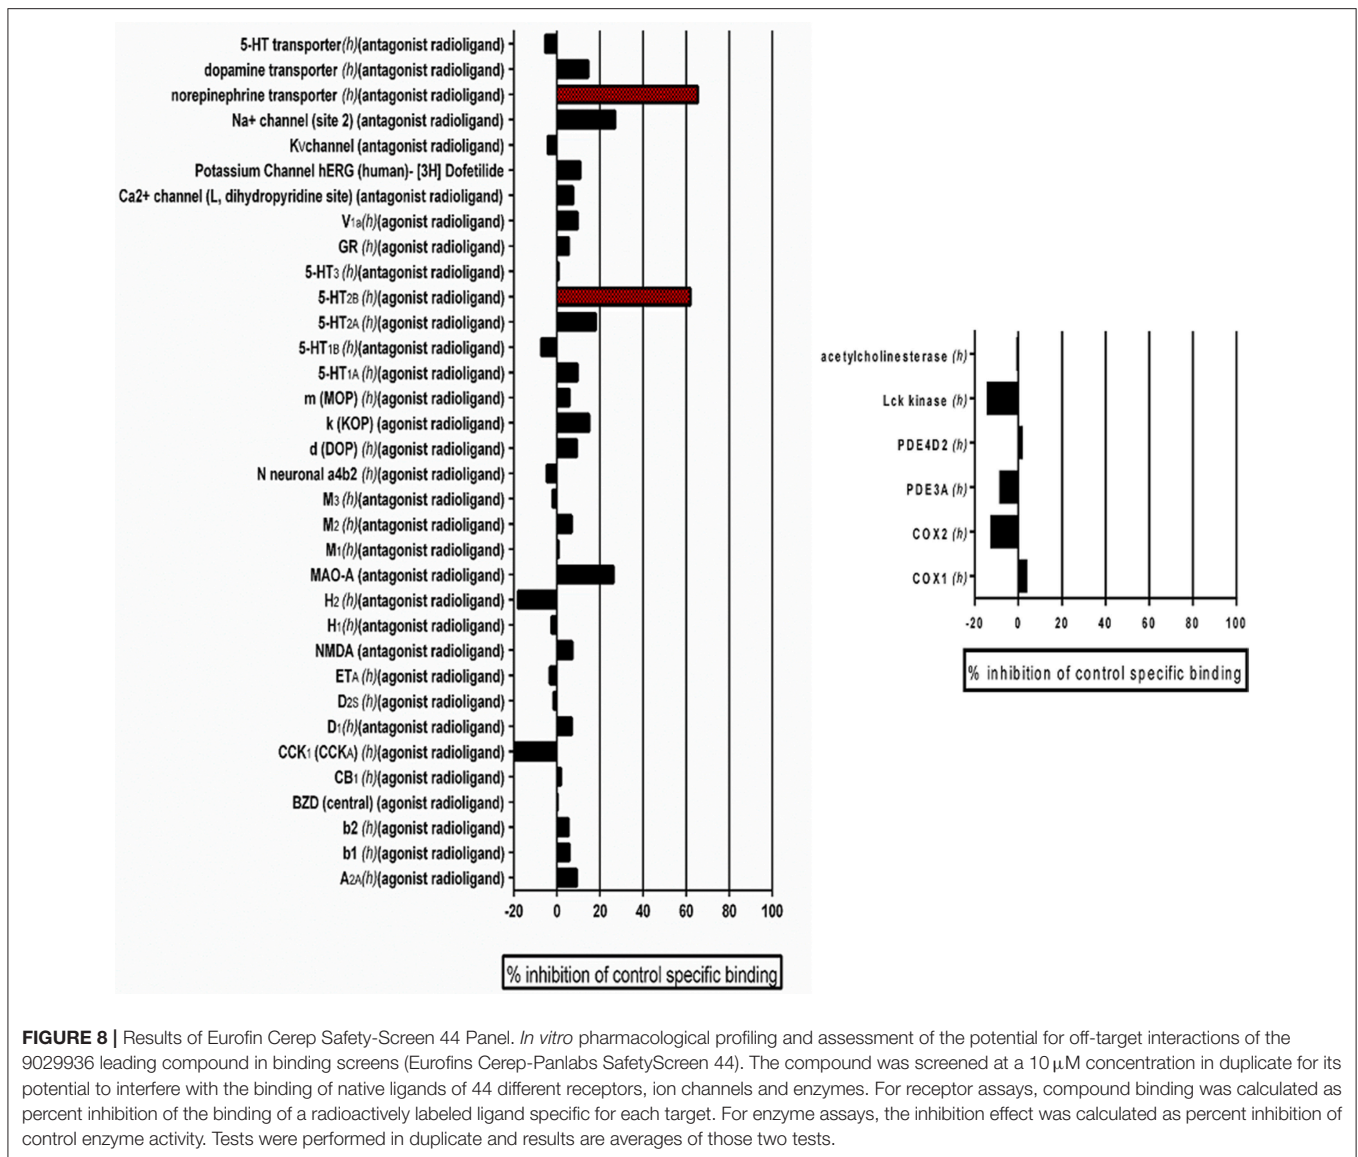 5-HT transporter(h)(antagonist radioligand)
dopamine transporter (h)(antagonist radioligand)
norepinephrine transporter (h)(antagonist radioligand)
Na+ channel (site 2) (antagonist radioligand)
KVchannel (antagonist radioligand)
Potassium Channel hERG (human)- [3H] Dofetilide
Ca2+ channel (L, dihydropyridine site) (antagonist radioligand)
V1a(h)(agonist radioligand)
GR (h)(agonist radioligand)
5-HT3 (h)(antagonist radioligand)
5-HT2B (h)(agonist radioligand)
5-HT2A (h)(agonist radioligand)
5-HT1B (h)(antagonist radioligand)
5-HT1A (h)(agonist radioligand)
m (MOP) (h)(agonist radioligand)
k (KOP) (agonist radioligand)
d (DOP) (h)(agonist radioligand)
N neuronal a4b2 (h)(agonist radioligand)
M3 (h)(antagonist radioligand)
M2 (h)(antagonist radioligand)
M1(h)(antagonist radioligand)
MAO-A (antagonist radioligand)
H2 (h)(antagonist radioligand)
H1(h)(antagonist radioligand)
NMDA (antagonist radioligand)
ETA (h)(agonist radioligand)
D2S (h)(agonist radioligand)
D1(h)(antagonist radioligand)
CCK1 (CCKA) (h)(agonist radioligand)
CB1 (h)(agonist radioligand)
BZD (central) (agonist radioligand)
b2 (h)(agonist radioligand)
b1 (h)(agonist radioligand)
A2A(h)(agonist radioligand)
-20 0 20 40 60 80 100
% inhibition of control specific binding
acetylcholinesterase (h)
Lck kinase (h)
PDE4D2 (h)
PDE3A (h)
COX2 (h)
COX1 (h)
-20 0 20 40 60 80 100
% inhibition of control specific binding
FIGURE 8 | Results of Eurofin Cerep Safety-Screen 44 Panel. In vitro pharmacological profiling and assessment of the potential for off-target interactions of the
9029936 leading compound in binding screens (Eurofins Cerep-Panlabs SafetyScreen 44). The compound was screened at a 10 μM concentration in duplicate for its
potential to interfere with the binding of native ligands of 44 different receptors, ion channels and enzymes. For receptor assays, compound binding was calculated as
percent inhibition of the binding of a radioactively labeled ligand specific for each target. For enzyme assays, the inhibition effect was calculated as percent inhibition of
control enzyme activity. Tests were performed in duplicate and results are averages of those two tests.